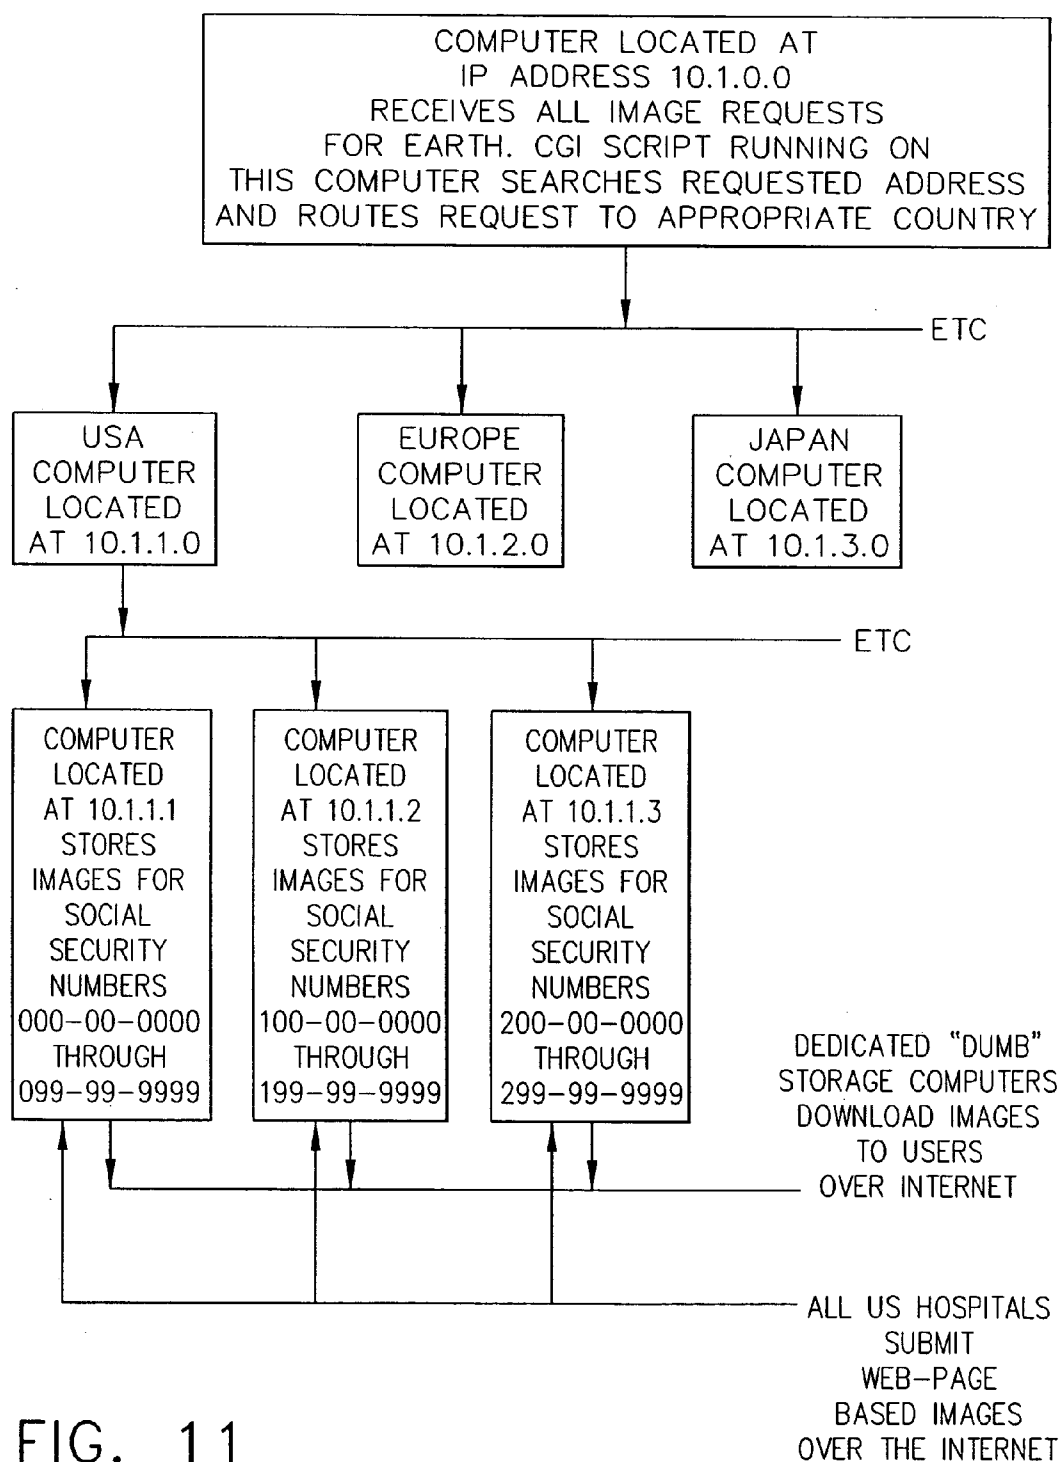 COMPUTER LOCATED AT
IP ADDRESS 10.1.0.0
RECEIVES ALL IMAGE REQUESTS
FOR EARTH. CGI SCRIPT RUNNING ON
THIS COMPUTER SEARCHES REQUESTED ADDRESS
AND ROUTES REQUEST TO APPROPRIATE COUNTRY
ETC
USA
COMPUTER
LOCATED
AT 10.1.1.0
EUROPE
COMPUTER
LOCATED
AT 10.1.2.0
JAPAN
COMPUTER
LOCATED
AT 10.1.3.0
ETC
COMPUTER
LOCATED
AT 10.1.1.1
STORES
IMAGES FOR
SOCIAL
SECURITY
NUMBERS
000-00-0000
THROUGH
099-99-9999
COMPUTER
LOCATED
AT 10.1.1.2
STORES
IMAGES FOR
SOCIAL
SECURITY
NUMBERS
100-00-0000
THROUGH
199-99-9999
COMPUTER
LOCATED
AT 10.1.1.3
STORES
IMAGES FOR
SOCIAL
SECURITY
NUMBERS
200-00-0000
THROUGH
299-99-9999
DEDICATED "DUMB"
STORAGE COMPUTERS
DOWNLOAD IMAGES
TO USERS
OVER INTERNET
ALL US HOSPITALS
SUBMIT
WEB-PAGE
BASED IMAGES
OVER THE INTERNET
FIG. 11